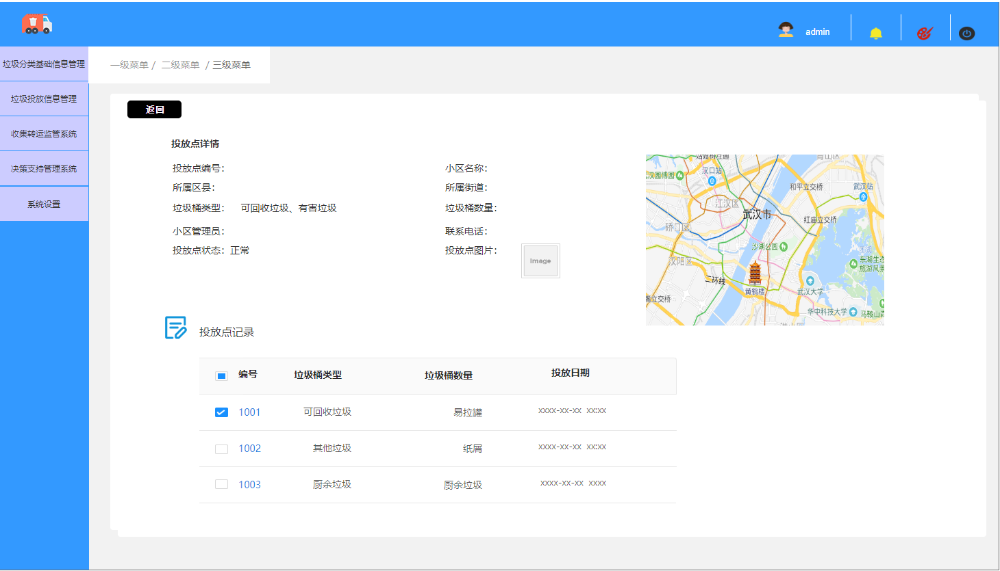 admin
垃圾分类基础信息管理
垃圾投放信息管理
收集转运监管系统
决策支持管理系统
系统设置
一级菜单 / 二级菜单 / 三级菜单
返回
投放点详情
投放点编号：
小区名称：
所属区县：
所属街道：
垃圾桶类型： 可回收垃圾、有害垃圾
垃圾桶数量：
小区管理员：
联系电话：
投放点状态：正常
投放点图片：
Image
汉口站
汉园博园
和平立交桥
武汉站
江汉区
武汉市
红庙立交桥
硚口区
沙湖公园
东湖
汉阳区
东湖生态
旅游风景
二环线
黄鹤楼
武汉大学
嘴立交桥
华中科技大学
马鞍山森
投放点记录
编号 垃圾桶类型 垃圾桶数量 投放日期
1001 可回收垃圾 易拉罐 xxxx-xx-xx xx:xx
1002 其他垃圾 纸屑 xxxx-xx-xx xx:xx
1003 厨余垃圾 厨余垃圾 xxxx-xx-xx xxxx